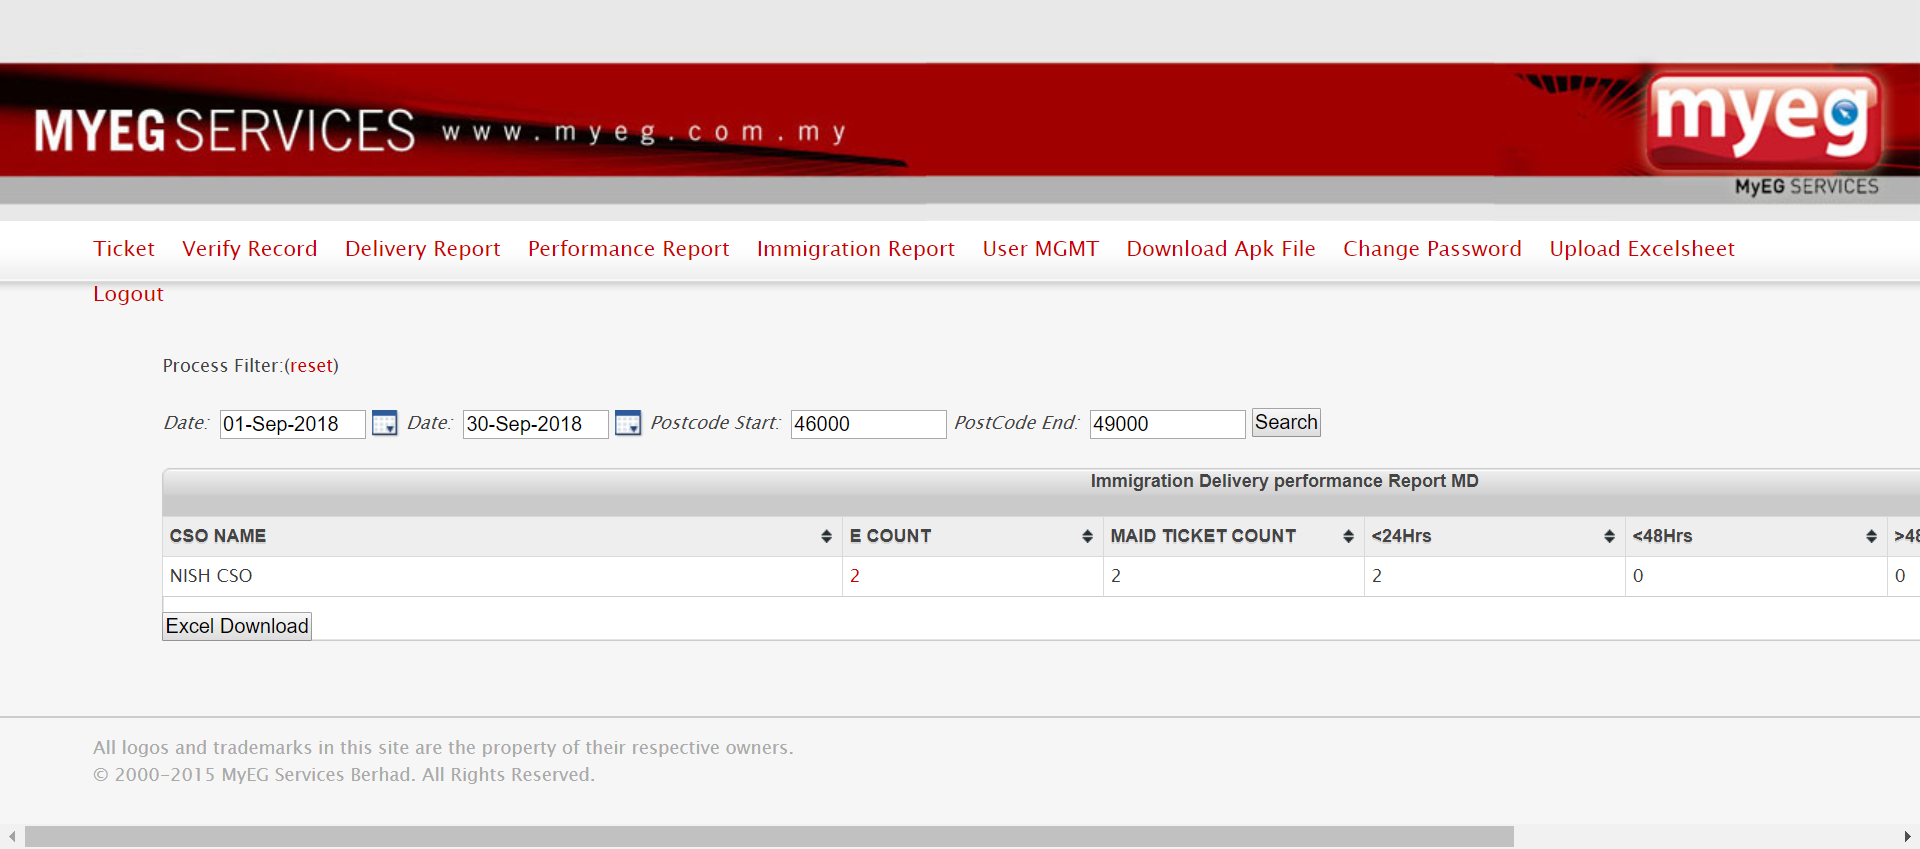 MYEG SERVICES www.myeg.com.my
myeg
MyEG SERVICES
Ticket Verify Record Delivery Report Performance Report Immigration Report User MGMT Download Apk File Change Password Upload Excelsheet
Logout
Process Filter:(reset)
Date: 01-Sep-2018 Date: 30-Sep-2018 Postcode Start: 46000 PostCode End: 49000 Search
Immigration Delivery performance Report MD
CSO NAME E COUNT MAID TICKET COUNT <24Hrs <48Hrs >48
NISH CSO 2 2 2 0 0
Excel Download
All logos and trademarks in this site are the property of their respective owners.
© 2000-2015 MyEG Services Berhad. All Rights Reserved.